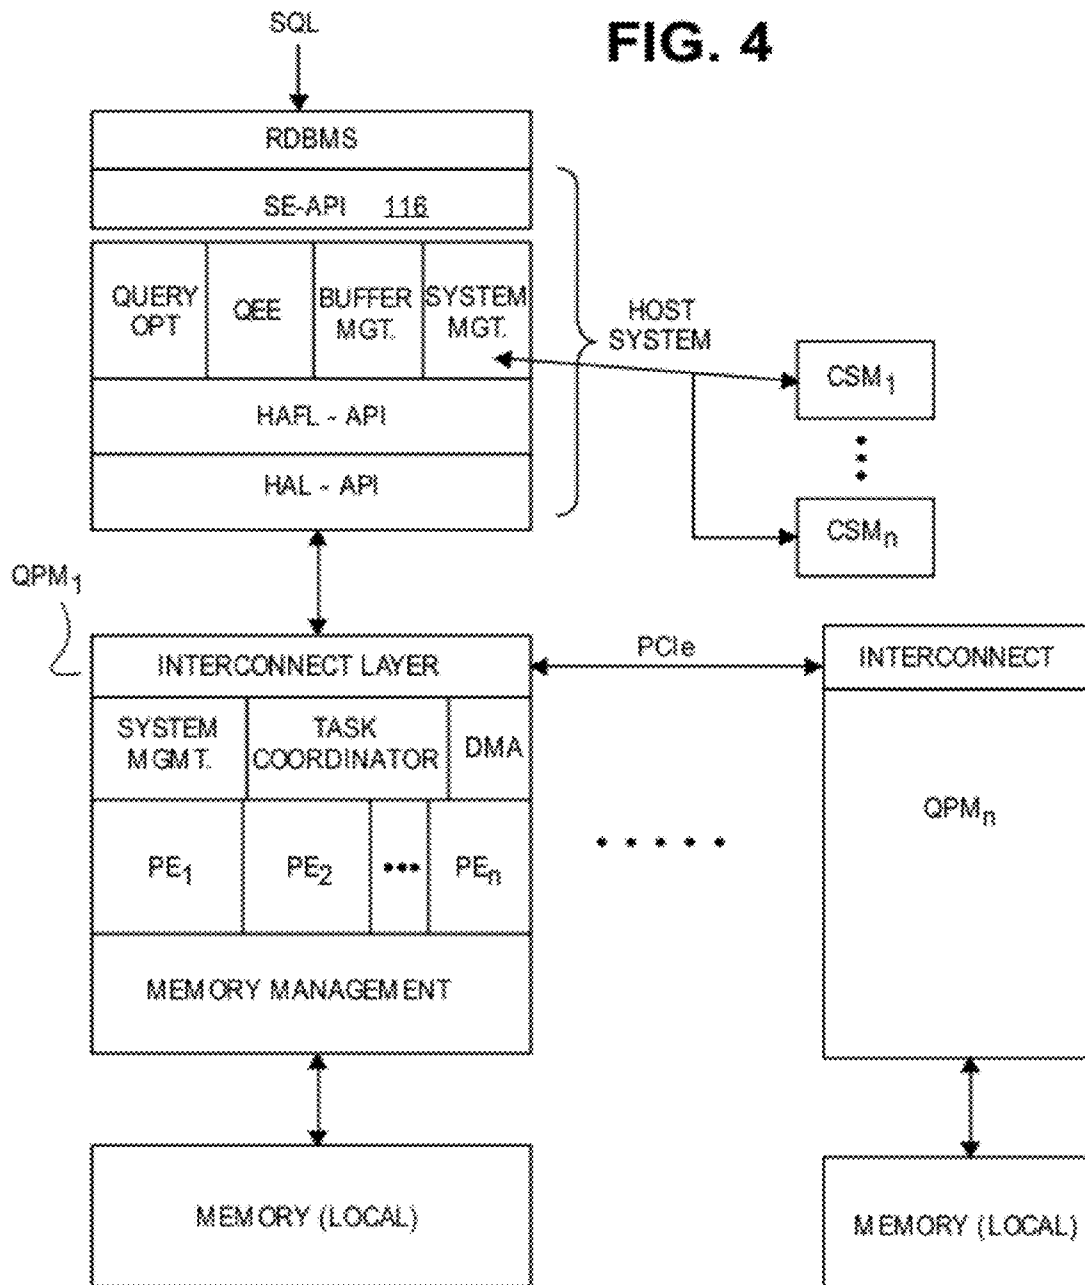 SQL
FIG. 4
RDBMS
SE-API 116
QUERY
OPT
QEE
BUFFER
MGT.
SYSTEM
MGT.
HOST
SYSTEM
CSM1
HAFL - API
HAL - API
CSMn
QPM1
INTERCONNECT LAYER
PCIe
INTERCONNECT
SYSTEM
MGMT.
TASK
COORDINATOR
DMA
QPMn
PE1
PE2
PEn
MEMORY MANAGEMENT
MEMORY (LOCAL)
MEMORY (LOCAL)